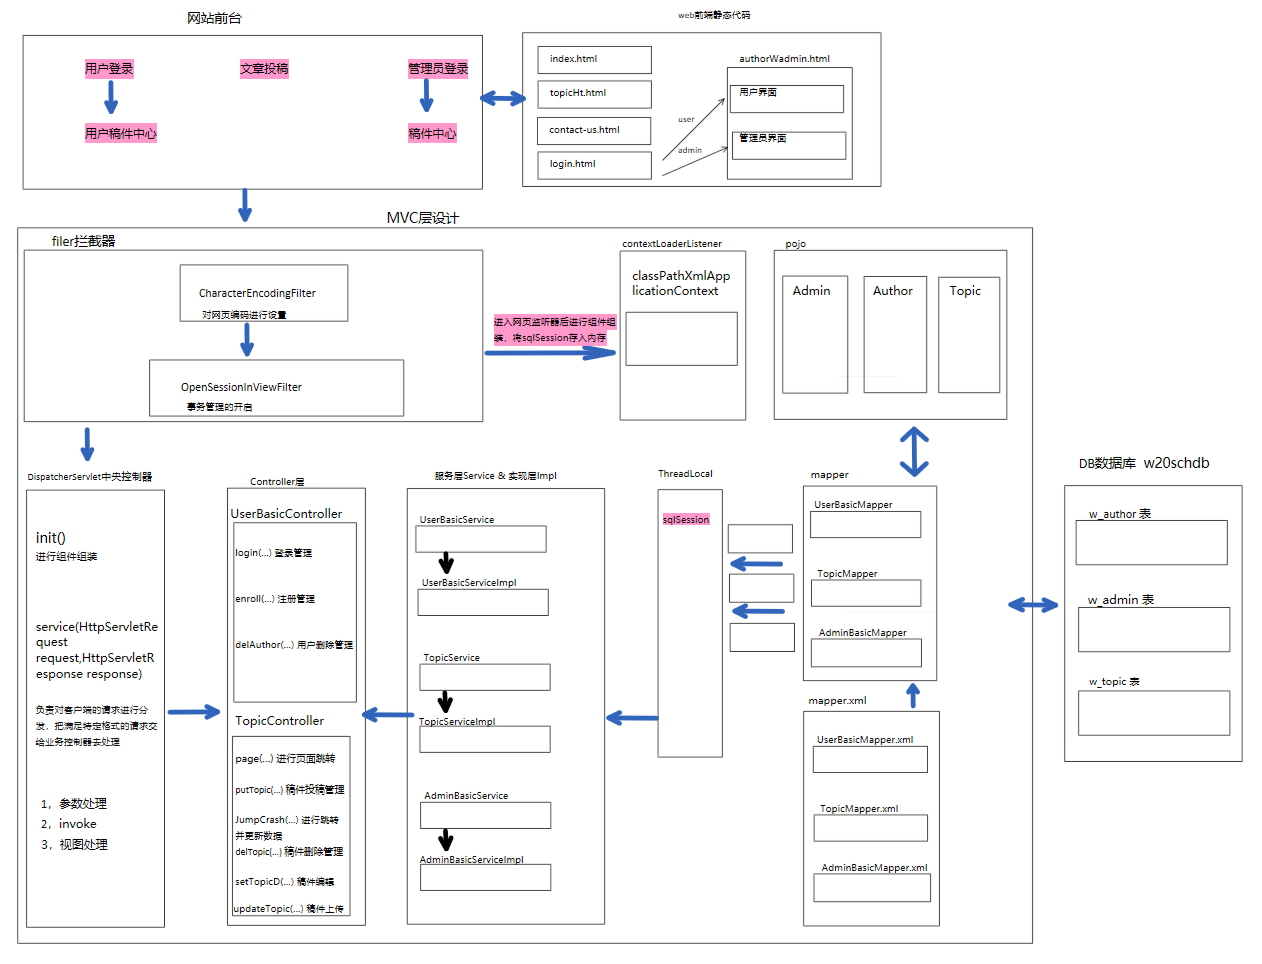 网站前台
用户登录
文章投稿
管理员登录
用户稿件中心
稿件中心
web前端静态代码
index.html
topicHt.html
contact-us.html
login.html
user
admin
authorWadmin.html
用户界面
管理员界面
MVC层设计
filer拦截器
CharacterEncodingFilter
对网页编码进行设置
OpenSessionInViewFilter
事务管理的开启
进入网页监听器后进行组件组
装，将sqlSession存入内存
contextLoaderListener
classPathXmlApp
licationContext
pojo
Admin
Author
Topic
DispatcherServlet中央控制器
init()
进行组件组装
service(HttpServletRe
quest
request,HttpServletR
esponse response)
负责对客户端的请求进行分
发，把满足特定格式的请求交
给业务控制器去处理
1，参数处理
2，invoke
3，视图处理
Controller层
UserBasicController
login(...) 登录管理
enroll(...) 注册管理
delAuthor(...) 用户删除管理
TopicController
page(...) 进行页面跳转
putTopic(...) 稿件投稿管理
JumpCrash(...) 进行跳转
并更新数据
delTopic(...) 稿件删除管理
setTopicD(...) 稿件编辑
updateTopic(...) 稿件上传
服务层Service & 实现层Impl
UserBasicService
UserBasicServiceImpl
TopicService
TopicServiceImpl
AdminBasicService
AdminBasicServiceImpl
ThreadLocal
sqlSession
mapper
UserBasicMapper
TopicMapper
AdminBasicMapper
mapper.xml
UserBasicMapper.xml
TopicMapper.xml
AdminBasicMapper.xml
DB数据库 w20schdb
w_author 表
w_admin 表
w_topic 表